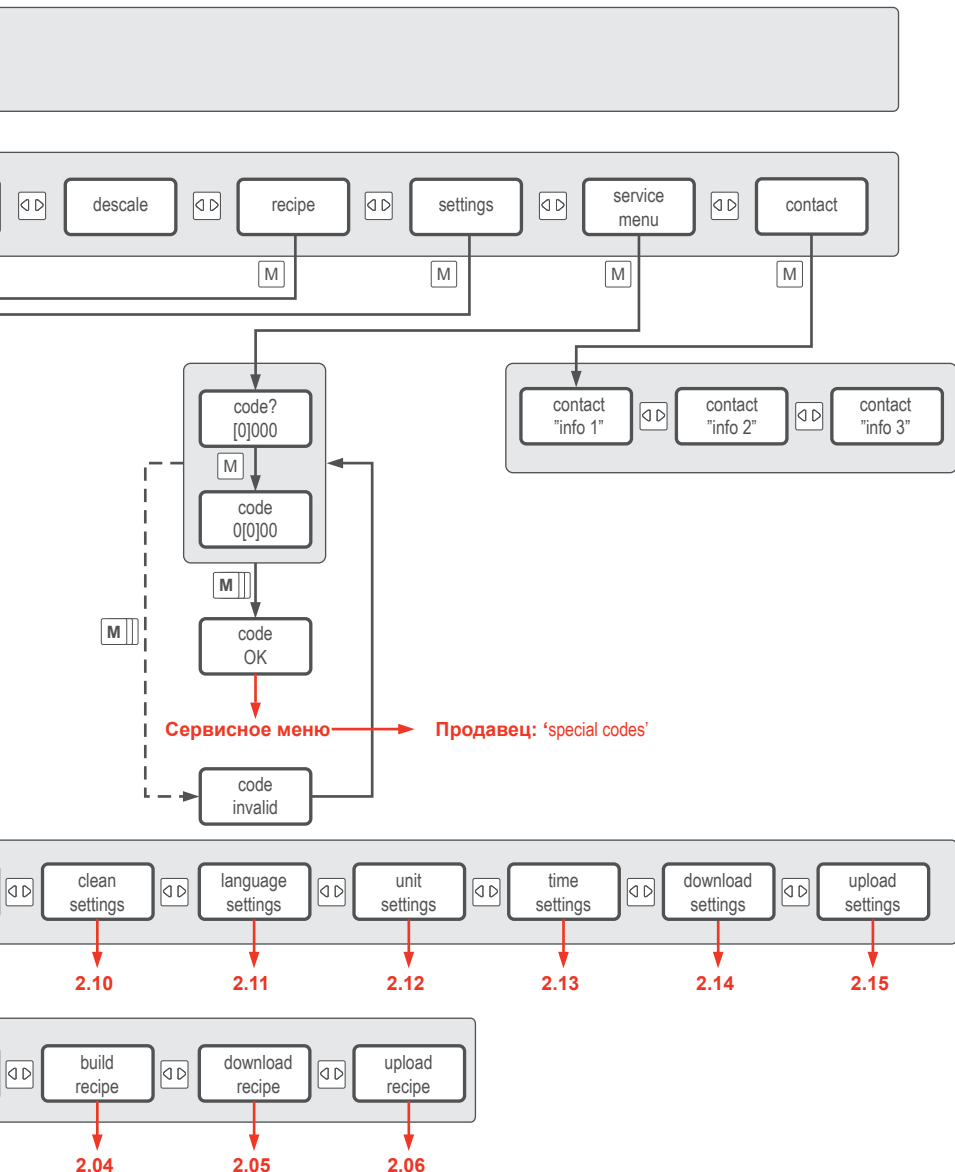 descale
recipe
settings
service
menu
contact
M
M
M
M
code?
[0]000
M
code
0[0]00
M
M
code
OK
contact
"info 1"
contact
"info 2"
contact
"info 3"
Сервисное меню
Продавец: ‘special codes’
code
invalid
clean
settings
language
settings
unit
settings
time
settings
download
settings
upload
settings
2.10
2.11
2.12
2.13
2.14
2.15
build
recipe
download
recipe
upload
recipe
2.04
2.05
2.06